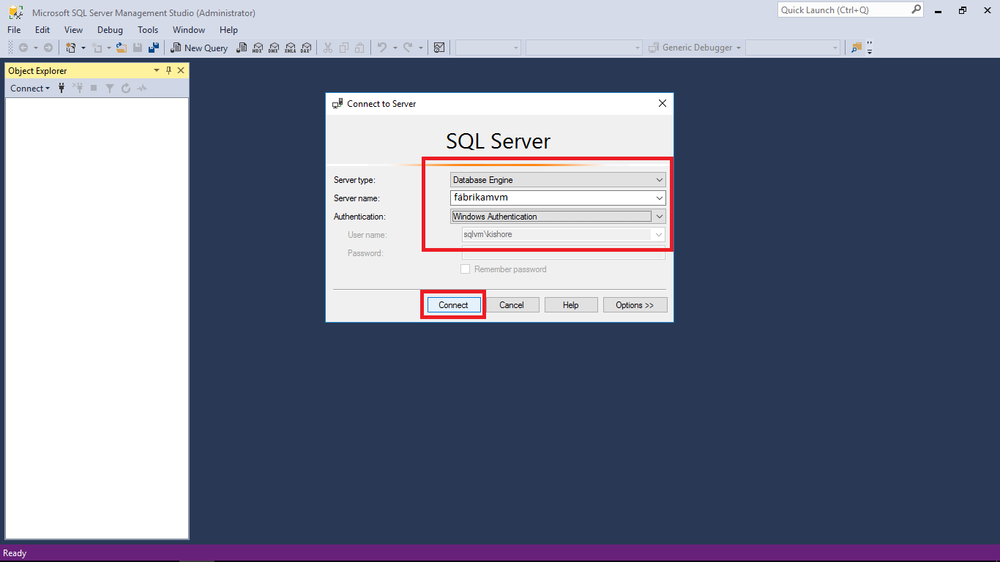 Microsoft SQL Server Management Studio (Administrator)
Quick Launch (Ctrl+Q)
File Edit View Debug Tools Window Help
New Query MDX DMX XMLA DAX Generic Debugger
Object Explorer
Connect
Connect to Server
SQL Server
Server type: Database Engine
Server name: fabrikamvm
Authentication: Windows Authentication
User name: sqlvm\kishore
Password:
Remember password
Connect Cancel Help Options >>
Ready